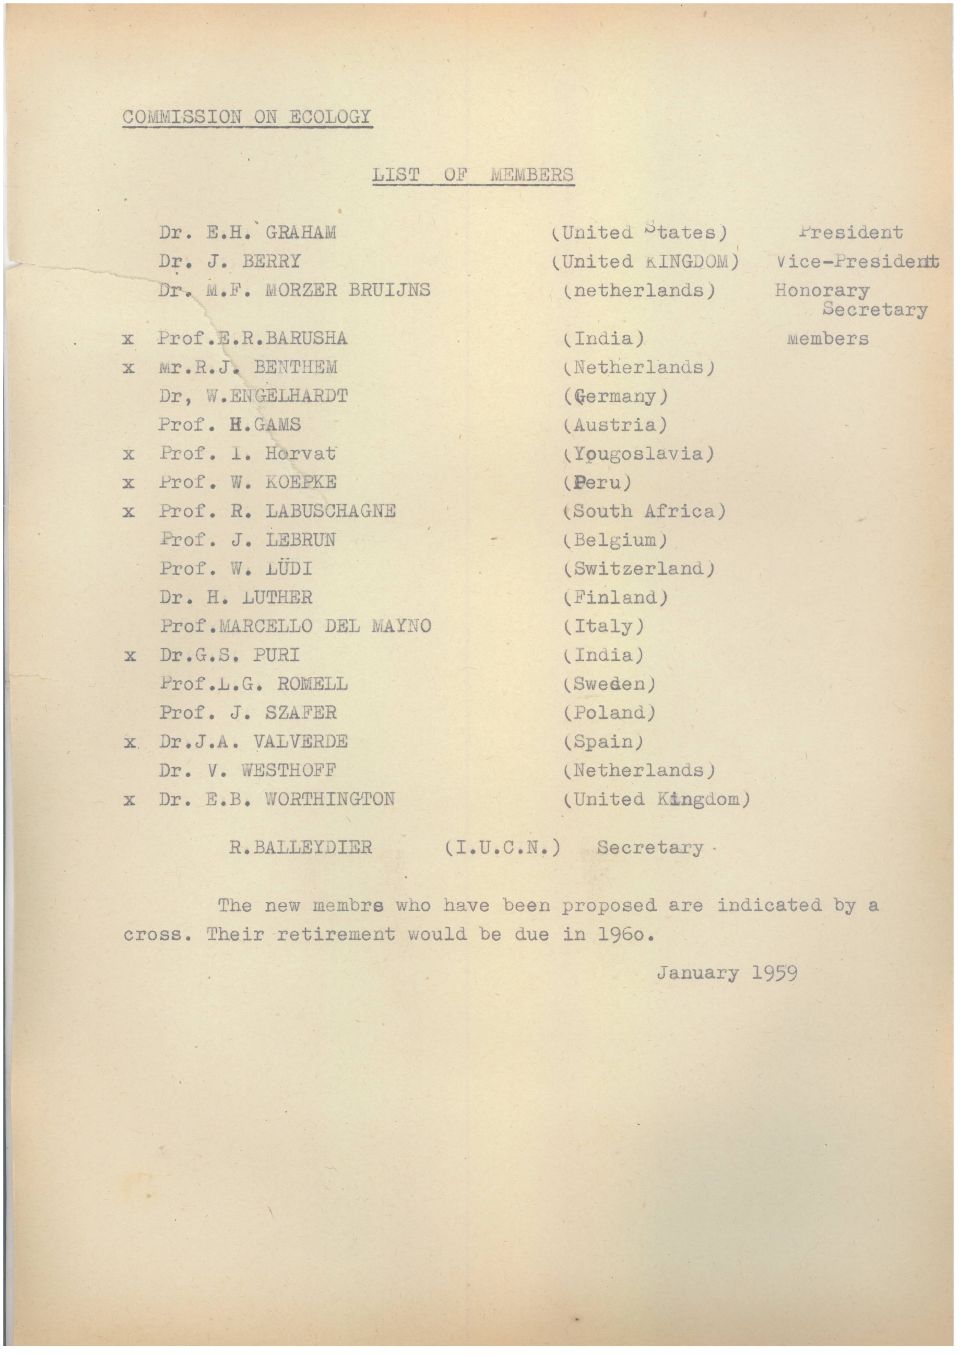 COMMISSION ON ECOLOGY
LIST OF MEMBERS
Dr. E.H. GRAHAM (United States) President
Dr. J. BERRY (United KINGDOM) Vice-President
Dr. M.F. MORZER BRUIJNS (netherlands) Honorary
Secretary
x Prof.E.R.BARUSHA (India) Members
x Mr.R.J. BENTHEM (Netherlands)
Dr, W.ENGELHARDT (Germany)
Prof. H.GAMS (Austria)
x Prof. I. Horvat (Yougoslavia)
x Prof. W. KOEPKE (Peru)
x Prof. R. LABUSCHAGNE (South Africa)
Prof. J. LEBRUN (Belgium)
Prof. W. LÜDI (Switzerland)
Dr. H. LUTHER (Finland)
Prof.MARCELLO DEL MAYNO (Italy)
x Dr.G.S. PURI (India)
Prof.L.G. ROMELL (Sweden)
Prof. J. SZAFER (Poland)
x Dr.J.A. VALVERDE (Spain)
Dr. V. WESTHOFF (Netherlands)
x Dr. E.B. WORTHINGTON (United Kingdom)
R.BALLEYDIER (I.U.C.N.) Secretary
The new membrs who have been proposed are indicated by a
cross. Their retirement would be due in 196o.
January 1959